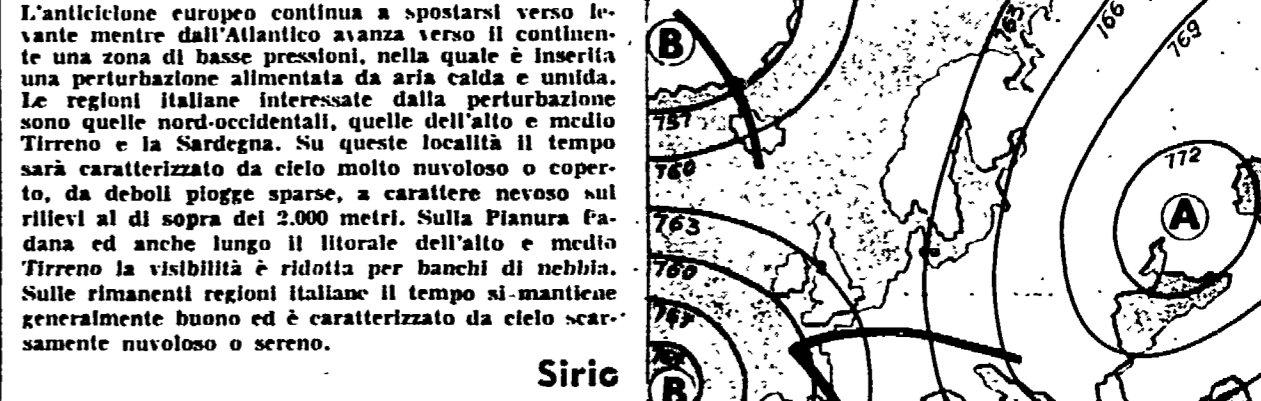 L'anticiclone europeo continua a spostarsi verso le-
vante mentre dall'Atlantico avanza verso il continen-
te una zona di basse pressioni, nella quale è inserita
una perturbazione alimentata da aria calda e umida.
Le regioni italiane interessate dalla perturbazione
sono quelle nord-occidentali, quelle dell'alto e medio
Tirreno e la Sardegna. Su queste località il tempo
sarà caratterizzato da cielo molto nuvoloso o coper-
to, da deboli piogge sparse, a carattere nevoso sui
rilievi al di sopra dei 2.000 metri. Sulla Pianura Pa-
dana ed anche lungo il litorale dell'alto e medio
Tirreno la visibilità è ridotta per banchi di nebbia.
Sulle rimanenti regioni italiane il tempo si mantiene
generalmente buono ed è caratterizzato da cielo scar-
samente nuvoloso o sereno.
Siric
B
757
760
763
760
B
763
166
769
772
A